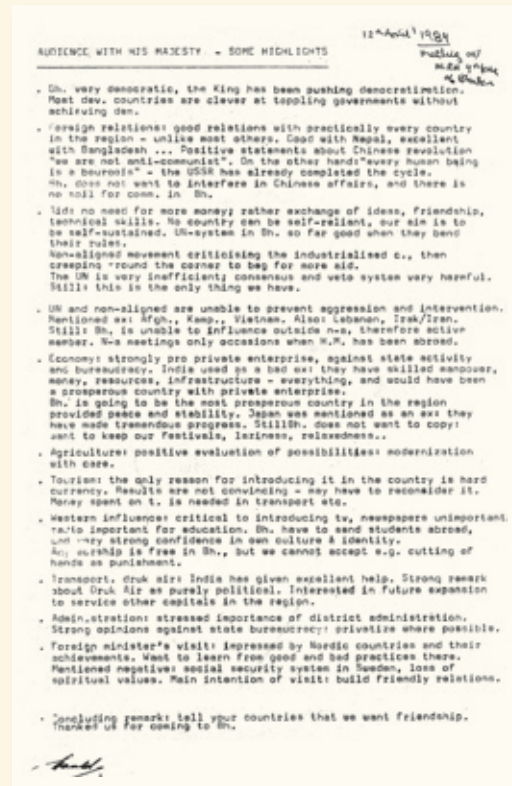 12th April 1984
AUDIENCE WITH HIS MAJESTY - SOME HIGHLIGHTS
. Bh. very democratic, the King has been pushing democratization.
Most dev. countries are clever at toppling governments without
achieving dem.
. Foreign relations: good relations with practically every country
in the region - unlike most others. Good with Nepal, excellent
with Bangladesh ... Positive statements about Chinese revolution
"we are not anti-communist". On the other hand: "every human being
is a bourgois" - the USSR has already completed the cycle.
Bh. does not want to interfere in Chinese affairs, and there is
no soil for comm. in Bh.
. Aid: no need for more money; rather exchange of ideas, friendship,
technical skills. No country can be self-reliant, our aim is to
be self-sustained. UN-system in Bh. so far good when they bend
their rules.
Non-aligned movement criticising the industrialised c., then
creeping -round the corner to beg for more aid.
The UN is very inefficient: consensus and veto system very harmful.
Still: this is the only thing we have.
. UN and non-aligned are unable to prevent aggression and intervention.
Mentioned ex: Afgh., Kamp., Vietnam. Also: Lebanon, Irak/Iran.
Still: Bh. is unable to influence outside n-a, therefore active
member. N-a meetings only occasions when H.M. has been abroad.
. Economy: strongly pro private enterprise, against state activity
and bureaucracy. India used as a bad ex: they have skilled manpower,
money, resources, infrastructure - everything, and would have been
a prosperous country with private enterprise.
Bh. is going to be the most prosperous country in the region
provided peace and stability. Japan was mentioned as an ex: they
have made tremendous progress. Still Bh. does not want to copy:
want to keep our festivals, laziness, relaxedness..
. Agriculture: positive evaluation of possibilities: modernization
with care.
. Tourism: the only reason for introducing it in the country is hard
currency. Results are not convincing - may have to reconsider it.
Money spent on t. is needed in transport etc.
. Western influence: critical to introducing tv, newspapers unimportant,
radio important for education. Bh. have to send students abroad,
and very strong confidence in own culture & identity.
worship is free in Bh., but we cannot accept e.g. cutting of
hands as punishment.
. Transport, druk air: India has given excellent help. Strong remark
about Druk Air as purely political. Interested in future expansion
to service other capitals in the region.
. Administration: stressed importance of district administration.
Strong opinions against state bureaucracy: privatize where possible.
. Foreign minister's visit: impressed by Nordic countries and their
achievements. Want to learn from good and bad practices there.
Mentioned negative: social security system in Sweden, loss of
spiritual values. Main intention of visit: build friendly relations.
. Concluding remark: tell your countries that we want friendship.
Thanked us for coming to Bh.